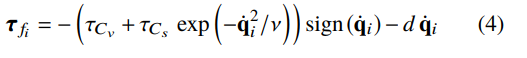 τ_{f_i} = − (τ_{C_v} + τ_{C_s} exp (−q̇_i^2/ν)) sign (q̇_i) − d q̇_i (4)